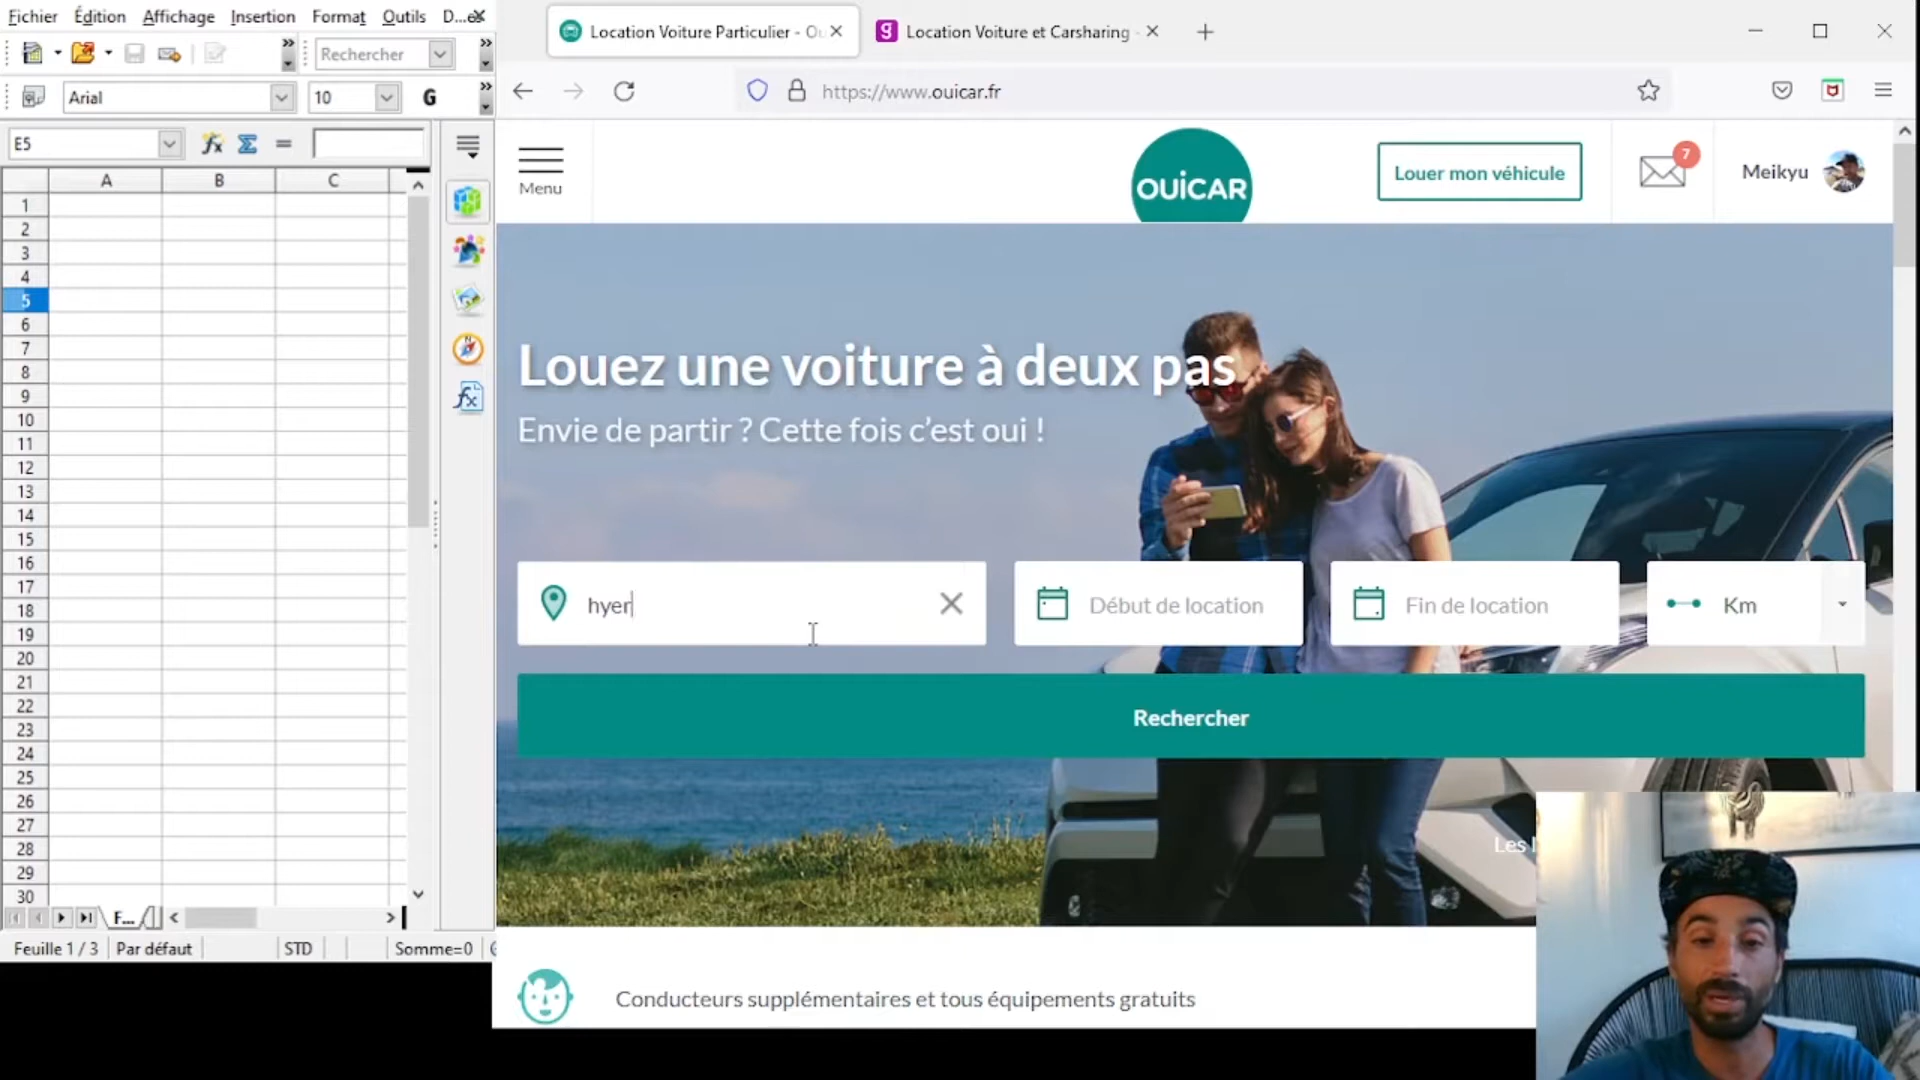 Fichier Édition Affichage Insertion Format Outils D...es
Rechercher
Arial 10 G
E5
A B C
1
2
3
4
5
6
7
8
9
10
11
12
13
14
15
16
17
18
19
20
21
22
23
24
25
26
27
28
29
30
F...
Feuille 1 / 3 Par défaut STD Somme=0
Location Voiture Particulier - Ou
Location Voiture et Carsharing -
https://www.ouicar.fr
Menu
OUiCAR
Louer mon véhicule
7
Meikyu
Louez une voiture à deux pas
Envie de partir ? Cette fois c'est oui !
hyer
Début de location
Fin de location
Km
Rechercher
Les
Conducteurs supplémentaires et tous équipements gratuits